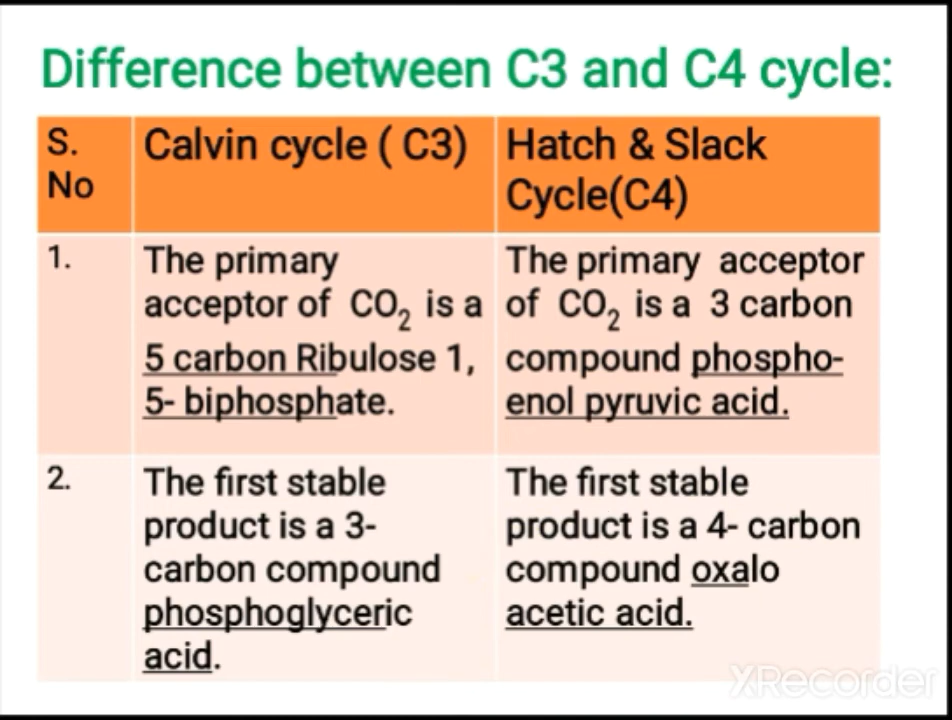 Difference between C3 and C4 cycle:
S.
No
Calvin cycle ( C3)
Hatch & Slack
Cycle(C4)
1.
The primary
acceptor of CO₂ is a
5 carbon Ribulose 1,
5- biphosphate.
The primary acceptor
of CO₂ is a 3 carbon
compound phospho-
enol pyruvic acid.
2.
The first stable
product is a 3-
carbon compound
phosphoglyceric
acid.
The first stable
product is a 4- carbon
compound oxalo
acetic acid.
XRecorder